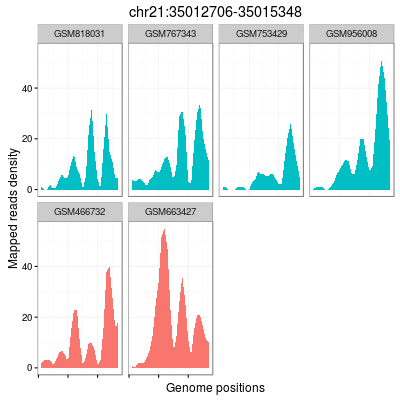 chr21:35012706-35015348
GSM818031 GSM767343 GSM753429 GSM956008
40
20
0
GSM466732 GSM663427
40
20
0
Mapped reads density
Genome positions